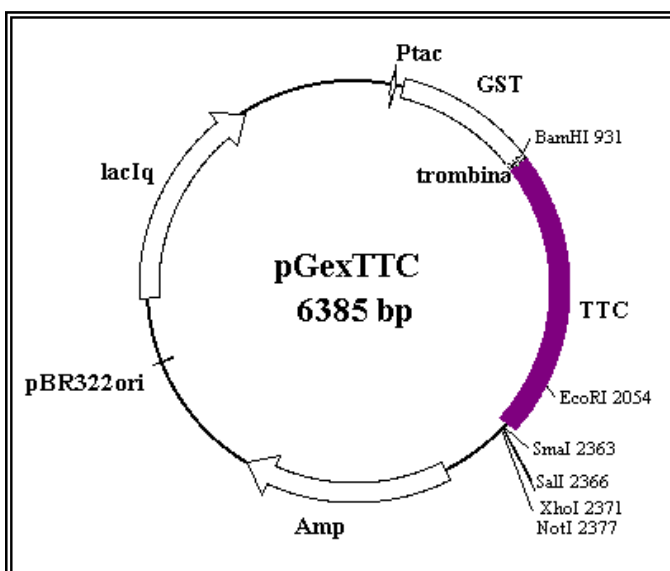 Ptac
GST
BamHI 931
trombina
lacIq
pGexTTC
6385 bp
TTC
pBR322ori
EcoRI 2054
SmaI 2363
SalI 2366
XhoI 2371
NotI 2377
Amp